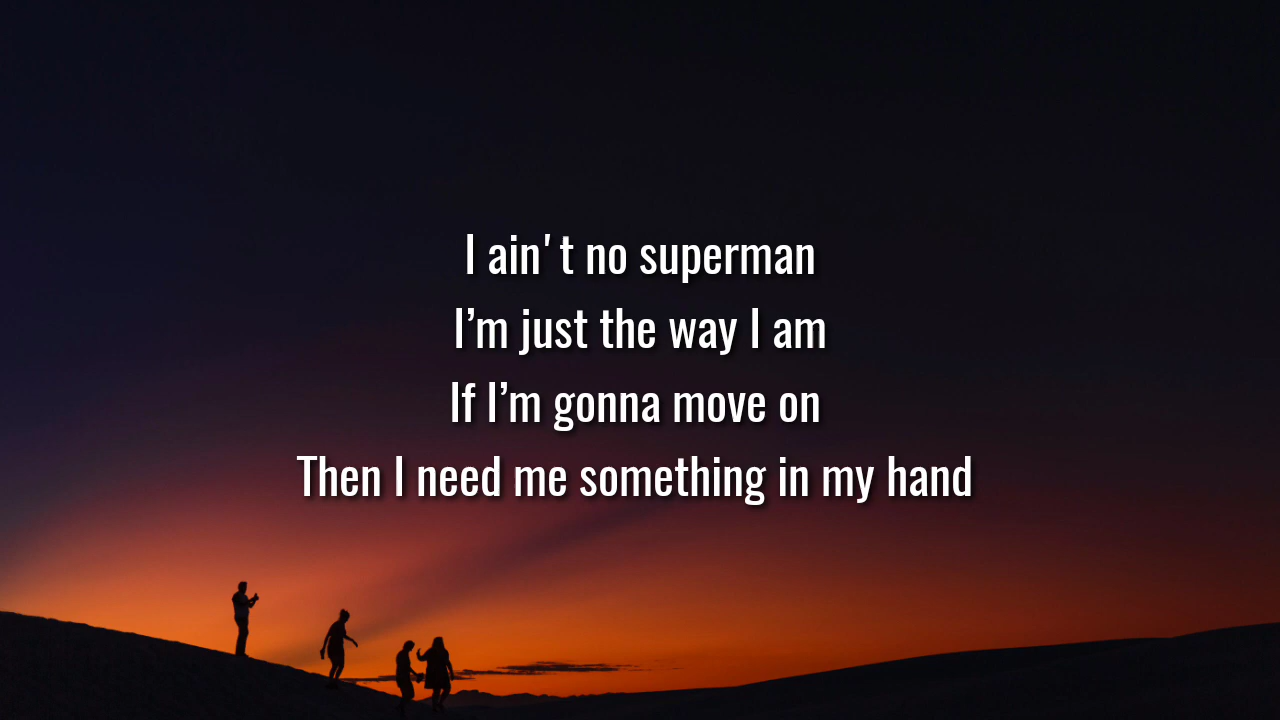 I ain't no superman
I’m just the way I am
If I’m gonna move on
Then I need me something in my hand